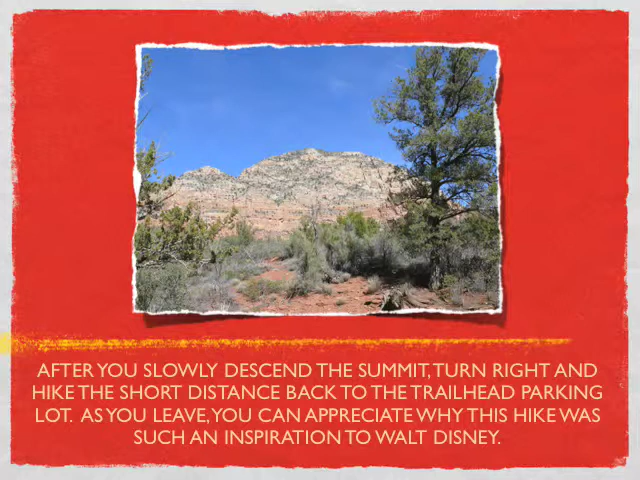 AFTER YOU SLOWLY DESCEND THE SUMMIT, TURN RIGHT AND
HIKE THE SHORT DISTANCE BACK TO THE TRAILHEAD PARKING
LOT.  AS YOU LEAVE, YOU CAN APPRECIATE WHY THIS HIKE WAS
SUCH AN INSPIRATION TO WALT DISNEY.